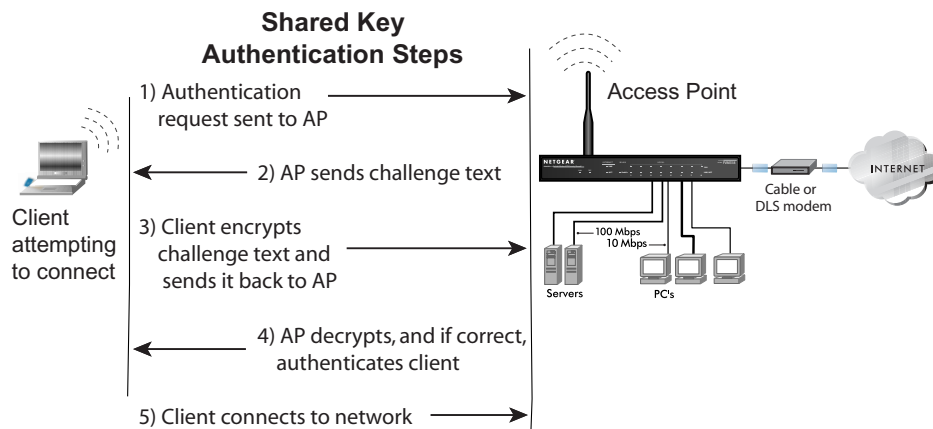 Shared Key
Authentication Steps
1) Authentication
request sent to AP
Access Point
NETGEAR
2) AP sends challenge text
INTERNET
Cable or
DLS modem
Client
attempting
to connect
3) Client encrypts
challenge text and
sends it back to AP
100 Mbps
10 Mbps
Servers
PC's
4) AP decrypts, and if correct,
authenticates client
5) Client connects to network